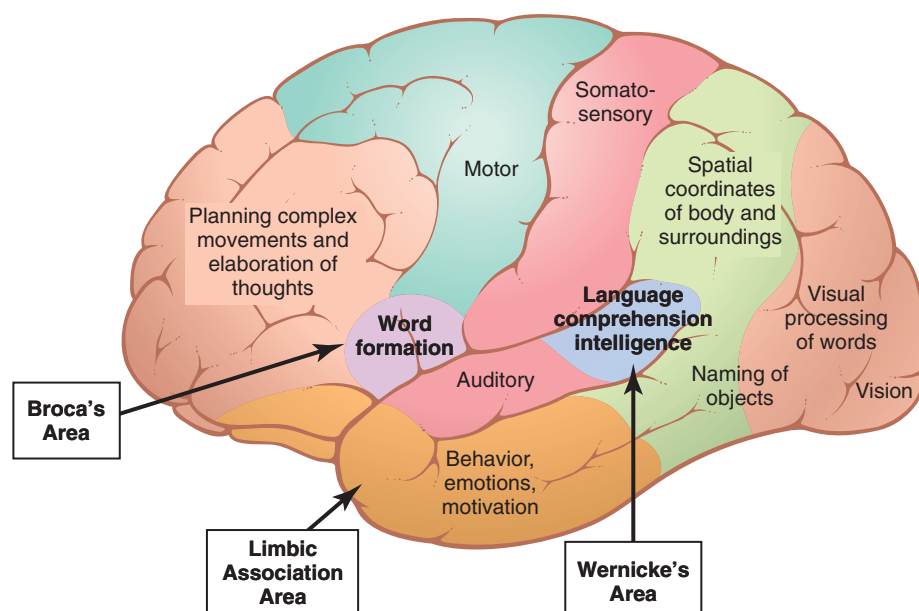 Somato-
sensory
Motor
Spatial
coordinates
of body and
surroundings
Planning complex
movements and
elaboration of
thoughts
Word
formation
Language
comprehension
intelligence
Visual
processing
of words
Auditory
Naming of
objects
Vision
Broca's
Area
Behavior,
emotions,
motivation
Limbic
Association
Area
Wernicke's
Area